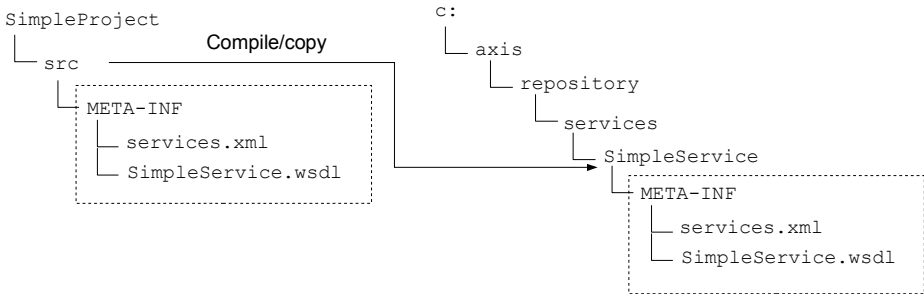 SimpleProject
src
META-INF
services.xml
SimpleService.wsdl
Compile/copy
c:
axis
repository
services
SimpleService
META-INF
services.xml
SimpleService.wsdl